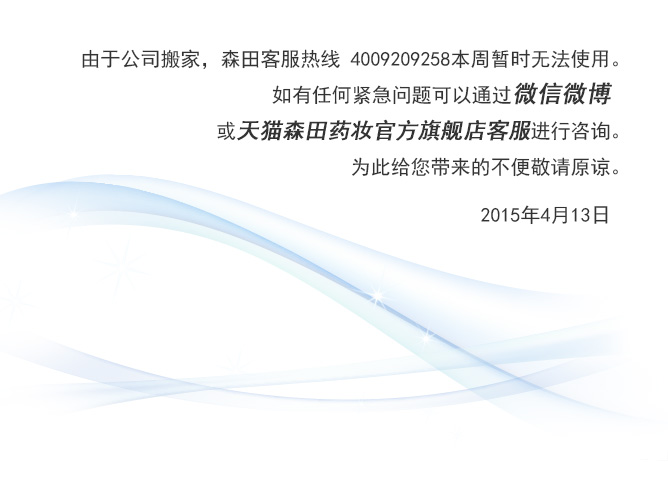 由于公司搬家，森田客服热线 4009209258本周暂时无法使用。
如有任何紧急问题可以通过微信微博
或天猫森田药妆官方旗舰店客服进行咨询。
为此给您带来的不便敬请原谅。
2015年4月13日